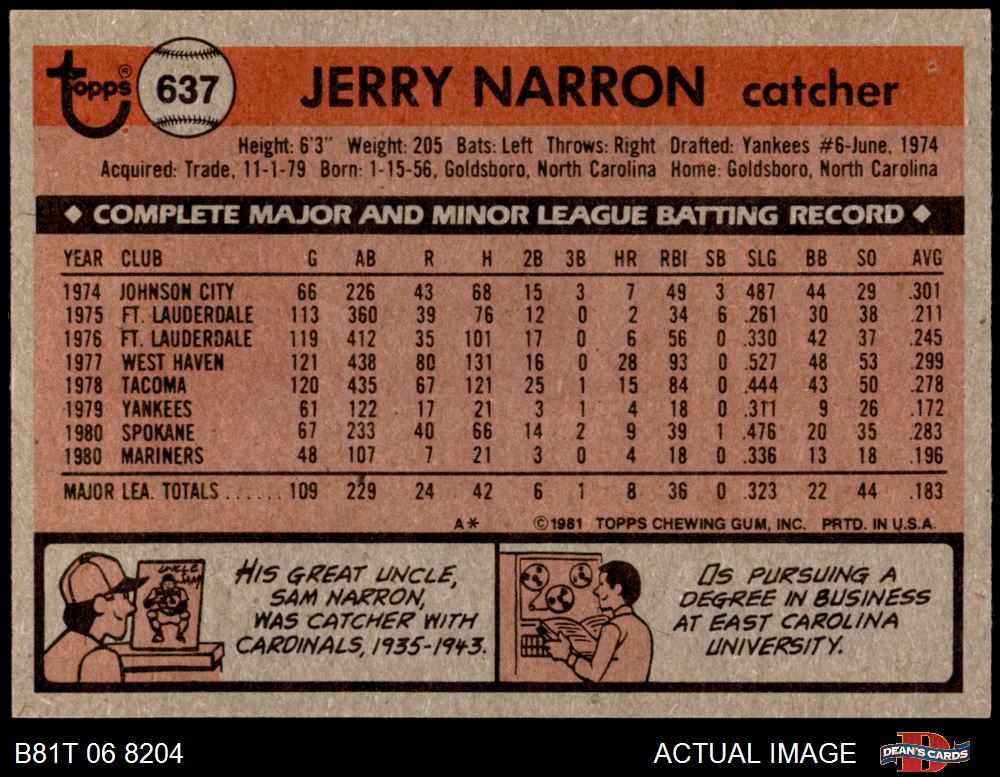 Topps® 637 JERRY NARRON catcher
Height: 6'3" Weight: 205 Bats: Left Throws: Right Drafted: Yankees #6-June, 1974
Acquired: Trade, 11-1-79 Born: 1-15-56, Goldsboro, North Carolina Home: Goldsboro, North Carolina
◆ COMPLETE MAJOR AND MINOR LEAGUE BATTING RECORD ◆
YEAR CLUB G AB R H 2B 3B HR RBI SB SLG BB SO AVG
1974 JOHNSON CITY 66 226 43 68 15 3 7 49 3 487 44 29 .301
1975 FT. LAUDERDALE 113 360 39 76 12 0 2 34 6 .261 30 38 .211
1976 FT. LAUDERDALE 119 412 35 101 17 0 6 56 0 .330 42 37 .245
1977 WEST HAVEN 121 438 80 131 16 0 28 93 0 .527 48 53 .299
1978 TACOMA 120 435 67 121 25 1 15 84 0 .444 43 50 .278
1979 YANKEES 61 122 17 21 3 1 4 18 0 .311 9 26 .172
1980 SPOKANE 67 233 40 66 14 2 9 39 1 .476 20 35 .283
1980 MARINERS 48 107 7 21 3 0 4 18 0 .336 13 18 .196
MAJOR LEA. TOTALS ...... 109 229 24 42 6 1 8 36 0 .323 22 44 .183
A* ©1981 TOPPS CHEWING GUM, INC. PRTD. IN U.S.A.
UNCLE
SAM
HIS GREAT UNCLE,
SAM NARRON,
WAS CATCHER WITH
CARDINALS, 1935-1943.
IS PURSUING A
DEGREE IN BUSINESS
AT EAST CAROLINA
UNIVERSITY.
B81T 06 8204 ACTUAL IMAGE DEAN'S CARDS